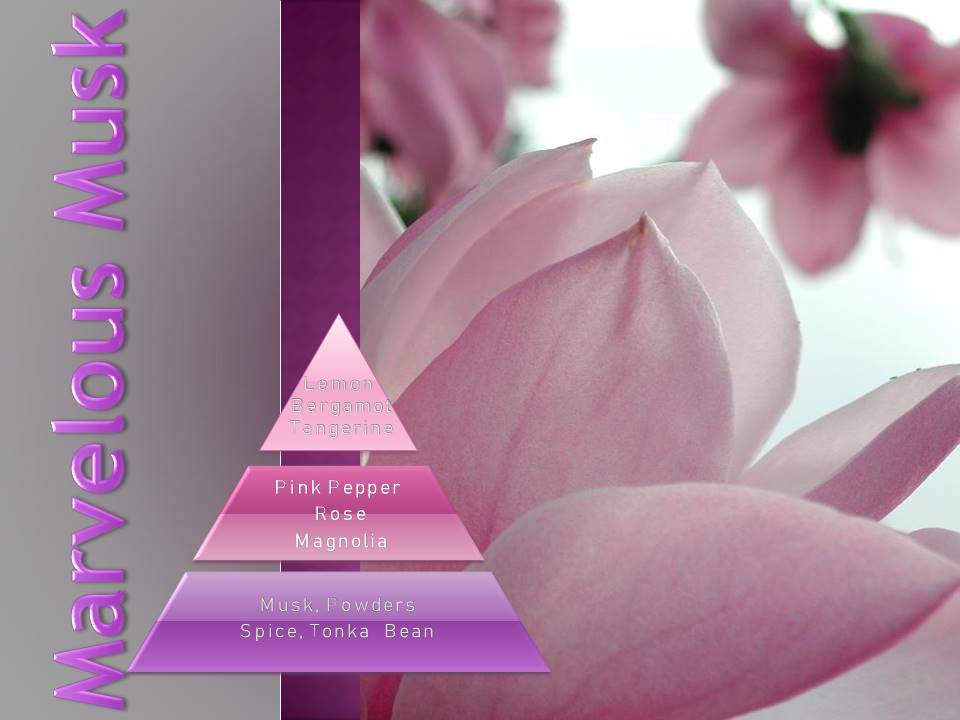 Marvelous Musk
Lemon
Bergamot
Tangerine
Pink Pepper
Rose
Magnolia
Musk, Powders
Spice, Tonka Bean